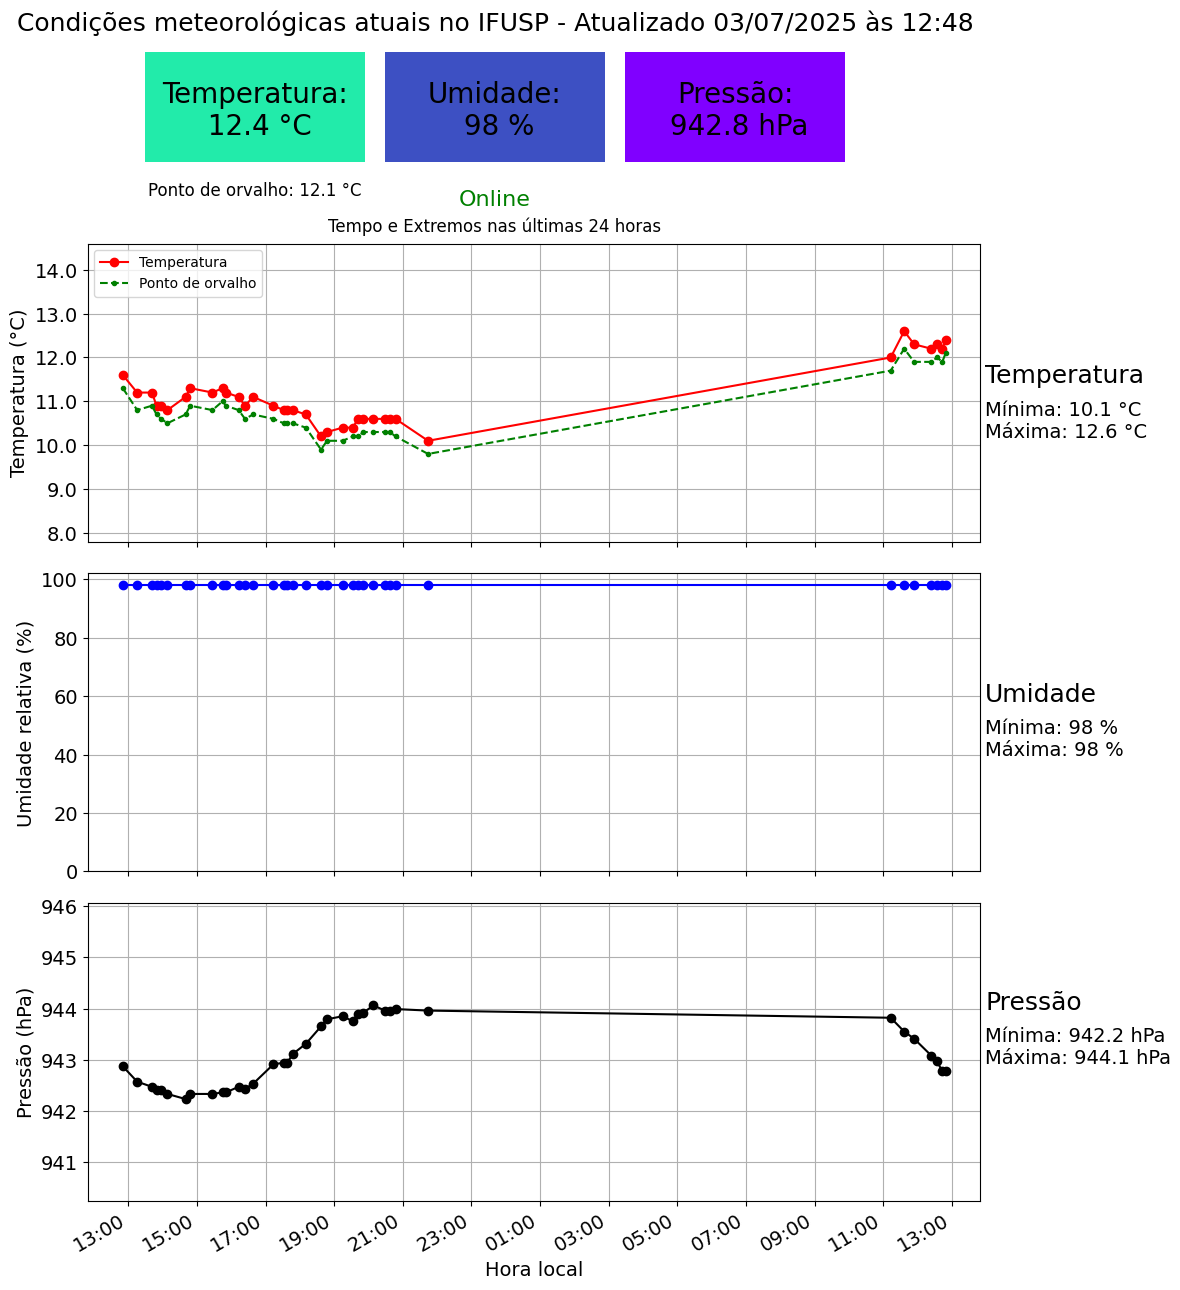 Condições meteorológicas atuais no IFUSP - Atualizado 03/07/2025 às 12:48
Temperatura:
12.4 °C
Umidade:
98 %
Pressão:
942.8 hPa
Ponto de orvalho: 12.1 °C
Online
Tempo e Extremos nas últimas 24 horas
Temperatura
Ponto de orvalho
Temperatura (°C)
14.0
13.0
12.0
11.0
10.0
9.0
8.0
Temperatura
Mínima: 10.1 °C
Máxima: 12.6 °C
Umidade relativa (%)
100
80
60
40
20
0
Umidade
Mínima: 98 %
Máxima: 98 %
Pressão (hPa)
946
945
944
943
942
941
Pressão
Mínima: 942.2 hPa
Máxima: 944.1 hPa
13:00
15:00
17:00
19:00
21:00
23:00
01:00
03:00
05:00
07:00
09:00
11:00
13:00
Hora local